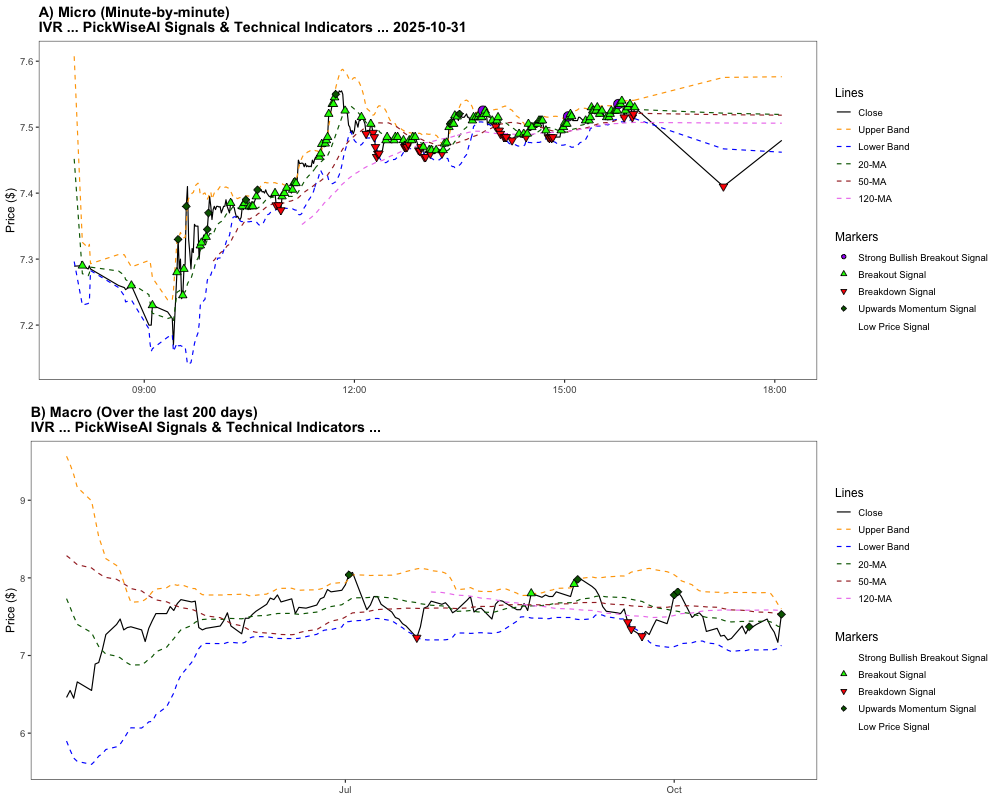 A) Micro (Minute-by-minute)
IVR ... PickWiseAI Signals & Technical Indicators ... 2025-10-31
7.6
7.5
7.4
7.3
7.2
Price ($)
09:00
12:00
15:00
18:00
Lines
Close
Upper Band
Lower Band
20-MA
50-MA
120-MA
Markers
Strong Bullish Breakout Signal
Breakout Signal
Breakdown Signal
Upwards Momentum Signal
Low Price Signal
B) Macro (Over the last 200 days)
IVR ... PickWiseAI Signals & Technical Indicators ...
9
8
7
6
Price ($)
Jul
Oct
Lines
Close
Upper Band
Lower Band
20-MA
50-MA
120-MA
Markers
Strong Bullish Breakout Signal
Breakout Signal
Breakdown Signal
Upwards Momentum Signal
Low Price Signal